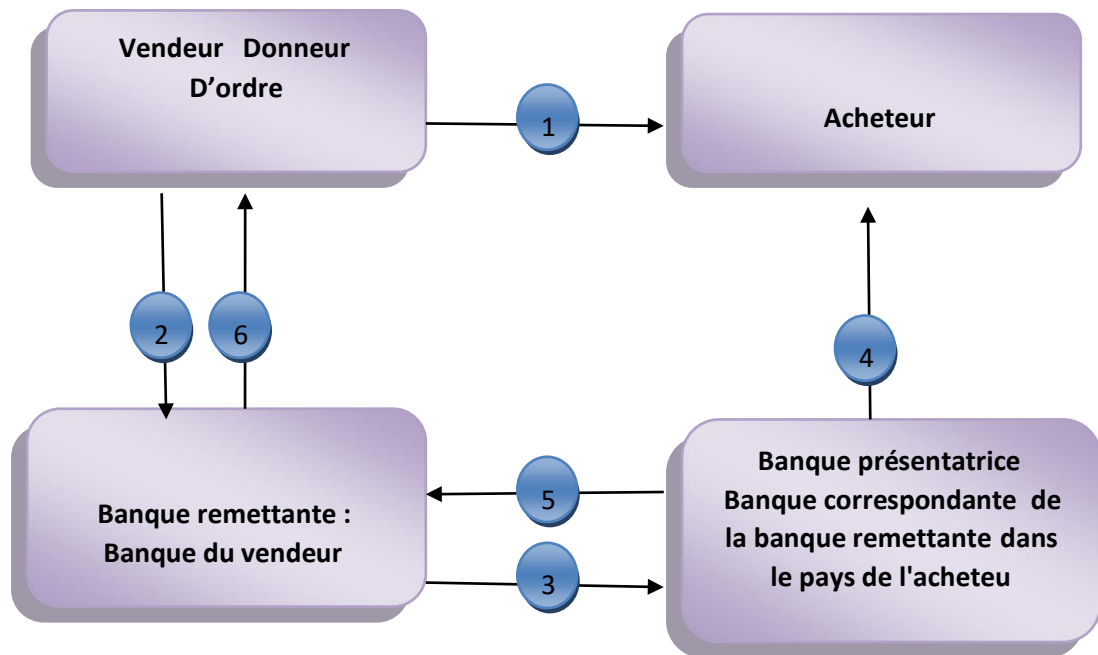 Vendeur Donneur
D’ordre
1
Acheteur
2
6
4
Banque remettante :
Banque du vendeur
5
3
Banque présentatrice
Banque correspondante de
la banque remettante dans
le pays de l'acheteu